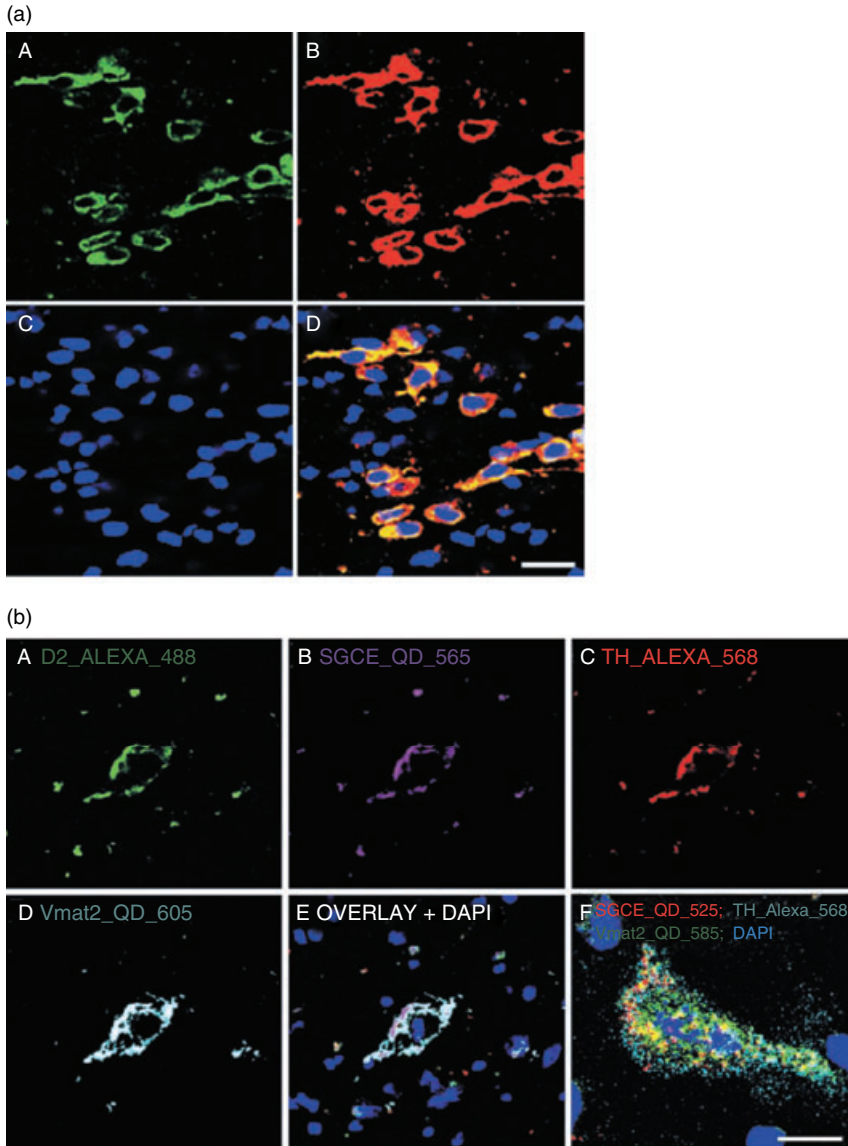 (a)
A
B
C
D
(b)
A D2_ALEXA_488
B SGCE_QD_565
C TH_ALEXA_568
D Vmat2_QD_605
E OVERLAY + DAPI
F SGCE_QD_525; TH_Alexa_568
Vmat2_QD_585; DAPI